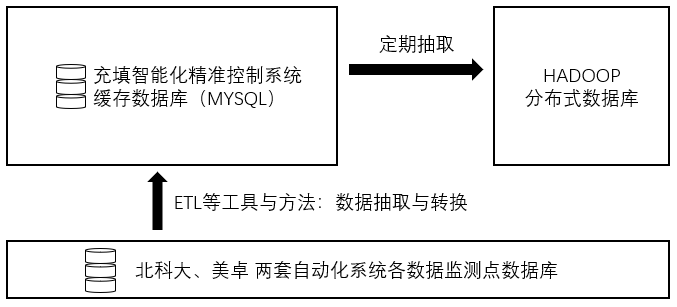 充填智能化精准控制系统
缓存数据库（MYSQL）
定期抽取
HADOOP
分布式数据库
ETL等工具与方法：数据抽取与转换
北科大、美卓 两套自动化系统各数据监测点数据库